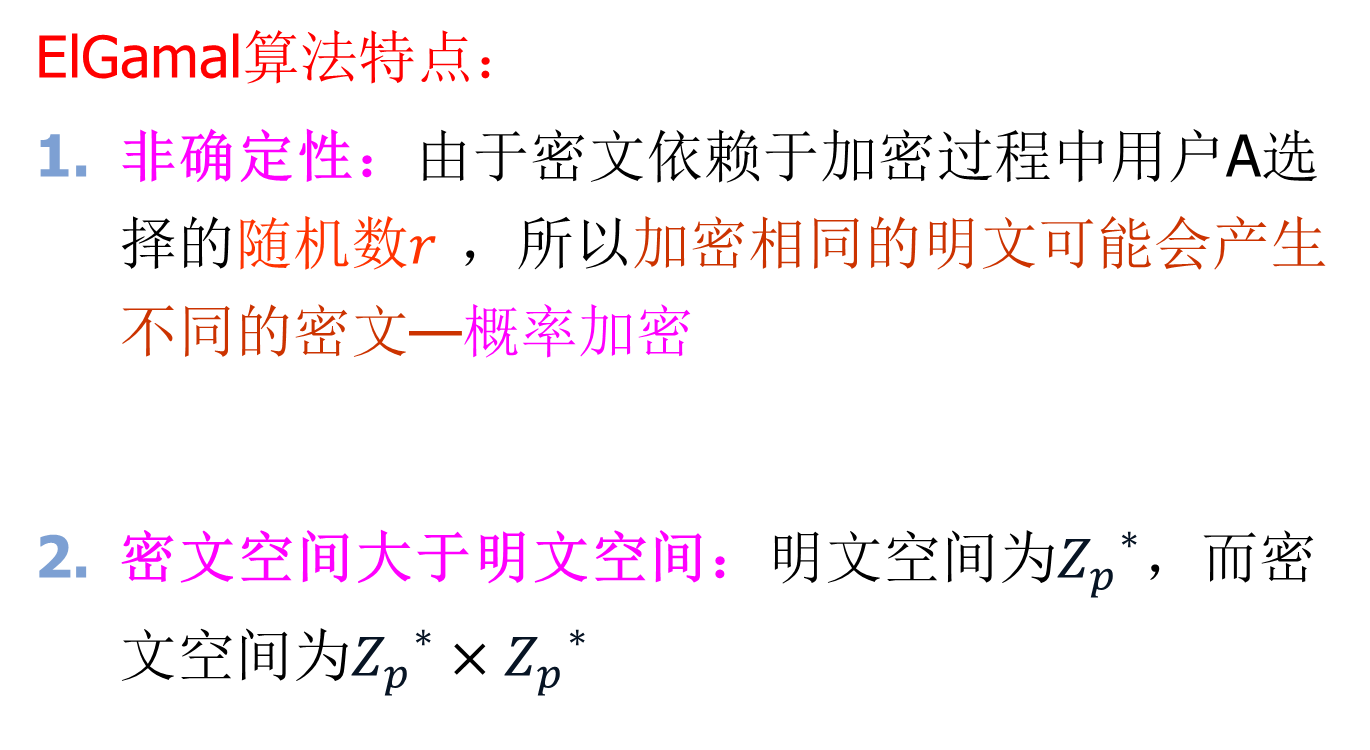 ElGamal算法特点：
1. 非确定性：由于密文依赖于加密过程中用户A选
择的随机数r ，所以加密相同的明文可能会产生
不同的密文—概率加密
2. 密文空间大于明文空间：明文空间为Zₚ*，而密
文空间为Zₚ* × Zₚ*